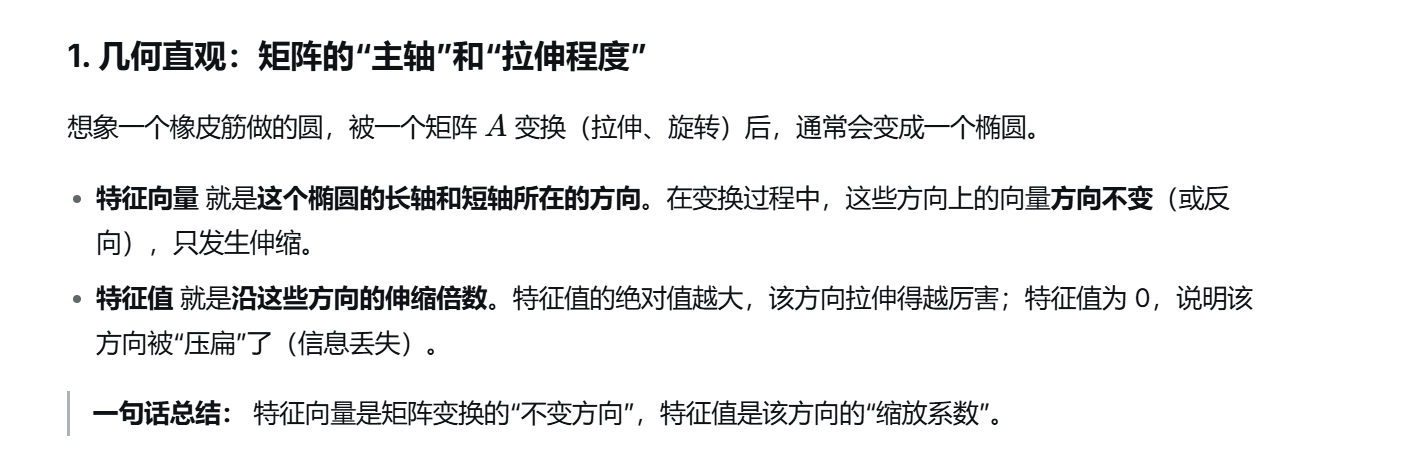 1. 几何直观：矩阵的“主轴”和“拉伸程度”
想象一个橡皮筋做的圆，被一个矩阵 A 变换（拉伸、旋转）后，通常会变成一个椭圆。
• 特征向量 就是这个椭圆的长轴和短轴所在的方向。在变换过程中，这些方向上的向量方向不变（或反
向），只发生伸缩。
• 特征值 就是沿这些方向的伸缩倍数。特征值的绝对值越大，该方向拉伸得越厉害；特征值为 0，说明该
方向被“压扁”了（信息丢失）。
一句话总结： 特征向量是矩阵变换的“不变方向”，特征值是该方向的“缩放系数”。